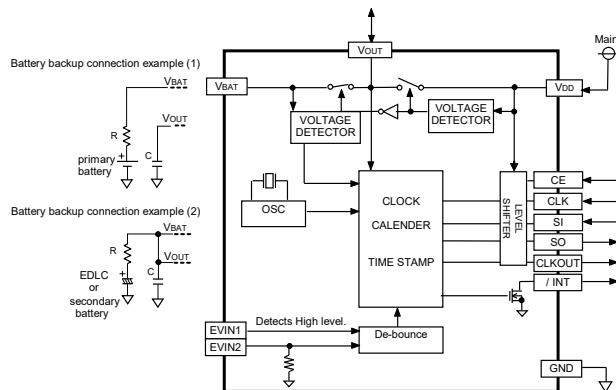 Battery backup connection example (1)
VBAT
VOUT
R
C
+
primary
battery
Battery backup connection example (2)
VBAT
R
VOUT
C
+
EDLC
or
secondary
battery
VOUT
Main
VBAT
VDD
VOLTAGE
DETECTOR
VOLTAGE
DETECTOR
OSC
CLOCK
CALENDER
TIME STAMP
LEVEL
SHIFTER
CE
CLK
SI
SO
CLKOUT
/ INT
EVIN1
Detects High level.
EVIN2
De-bounce
GND